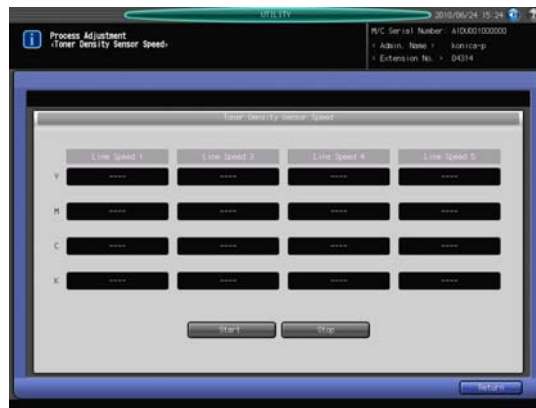 UTILITY
2010/06/24 15:24
Process Adjustment
<Toner Density Sensor Speed>
M/C Serial Number: A1DU001000000
< Admin. Name > konica-p
< Extension No. > 04314
Toner Density Sensor Speed
Line Speed 1 Line Speed 3 Line Speed 4 Line Speed 5
Y ---- ---- ---- ----
M ---- ---- ---- ----
C ---- ---- ---- ----
K ---- ---- ---- ----
Start Stop
Return